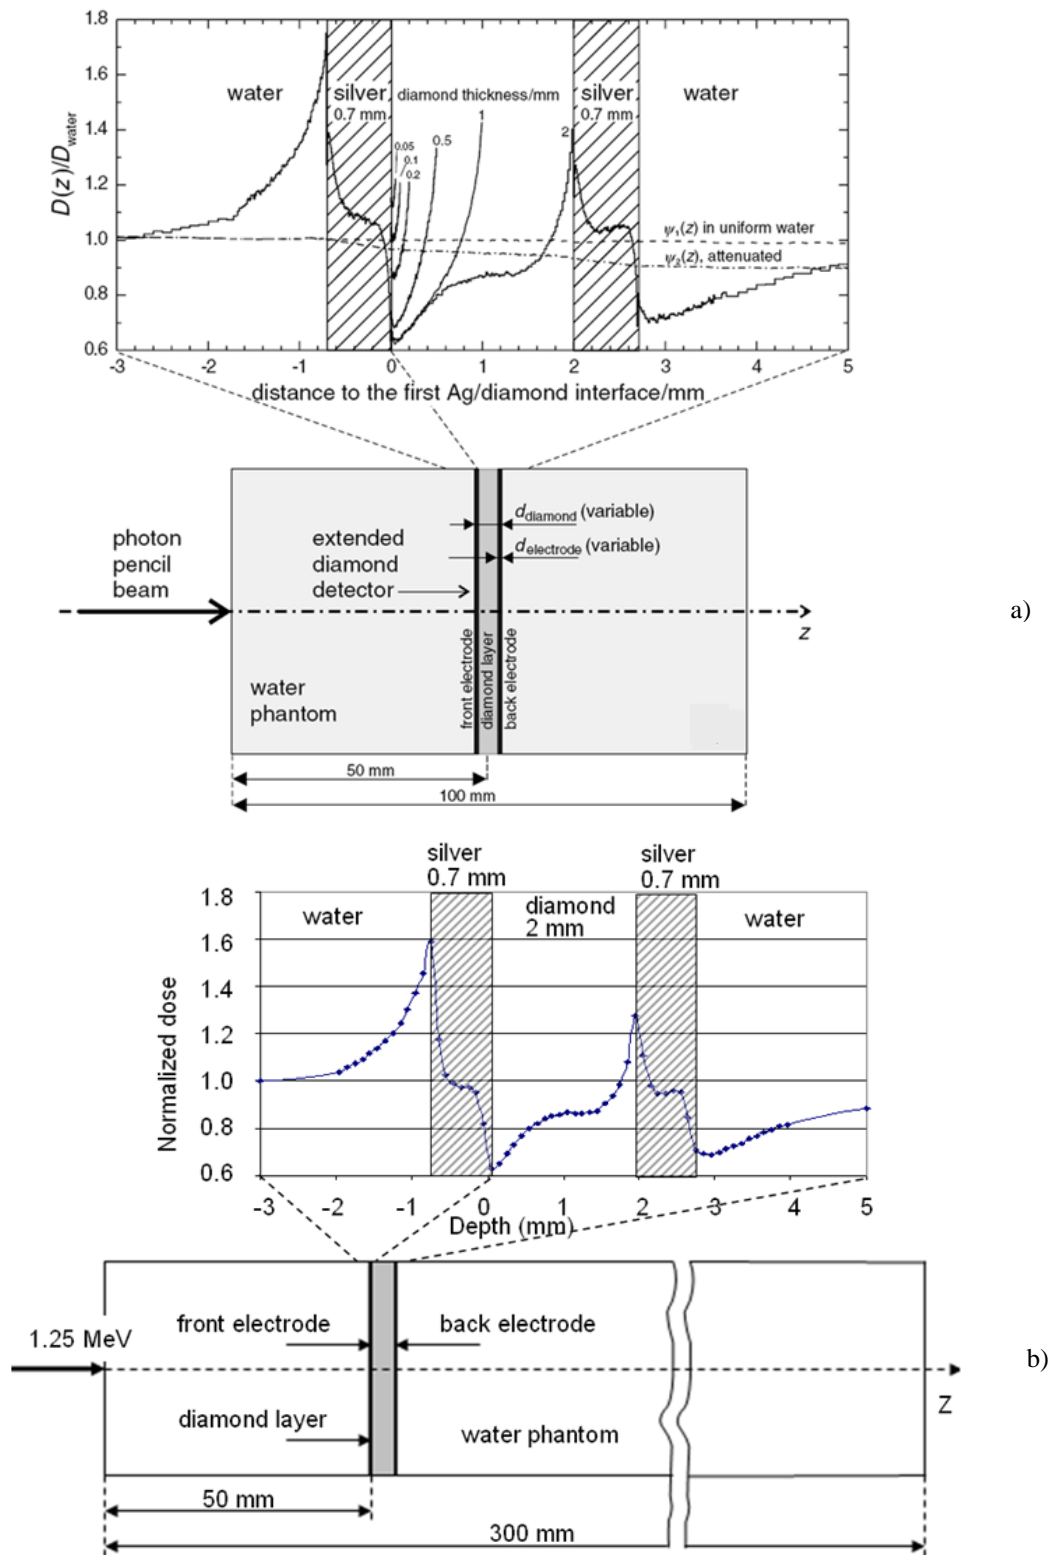 1.8
1.6
1.4
1.2
1.0
0.8
0.6
D(z)/D_water
water
silver
0.7 mm
diamond thickness/mm
0.05
0.1
0.2
0.5
1
2
silver
0.7 mm
water
ψ₁(z) in uniform water
ψ₂(z), attenuated
-3 -2 -1 0 1 2 3 4 5
distance to the first Ag/diamond interface/mm
photon
pencil
beam
extended
diamond
detector
d_diamond (variable)
d_electrode (variable)
front electrode
diamond layer
back electrode
z
water
phantom
50 mm
100 mm
a)
silver
0.7 mm
silver
0.7 mm
1.8
1.6
1.4
1.2
1.0
0.8
0.6
Normalized dose
water
diamond
2 mm
water
-3 -2 -1 0 1 2 3 4 5
Depth (mm)
1.25 MeV
front electrode
back electrode
diamond layer
water phantom
Z
50 mm
300 mm
b)